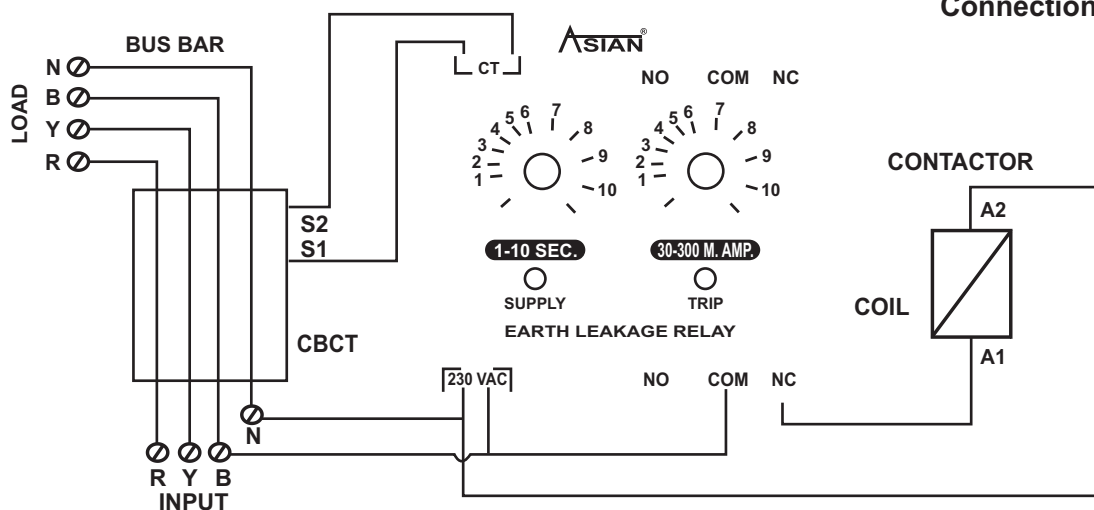 Connection
BUS BAR
ASIAN®
LOAD
N
B
Y
R
CT
NO COM NC
1 2 3 4 5 6 7 8 9 10
1 2 3 4 5 6 7 8 9 10
CONTACTOR
A2
S2
S1
1-10 SEC.
30-300 M. AMP.
SUPPLY
TRIP
COIL
EARTH LEAKAGE RELAY
CBCT
A1
230 VAC
NO COM NC
N
R Y B
INPUT